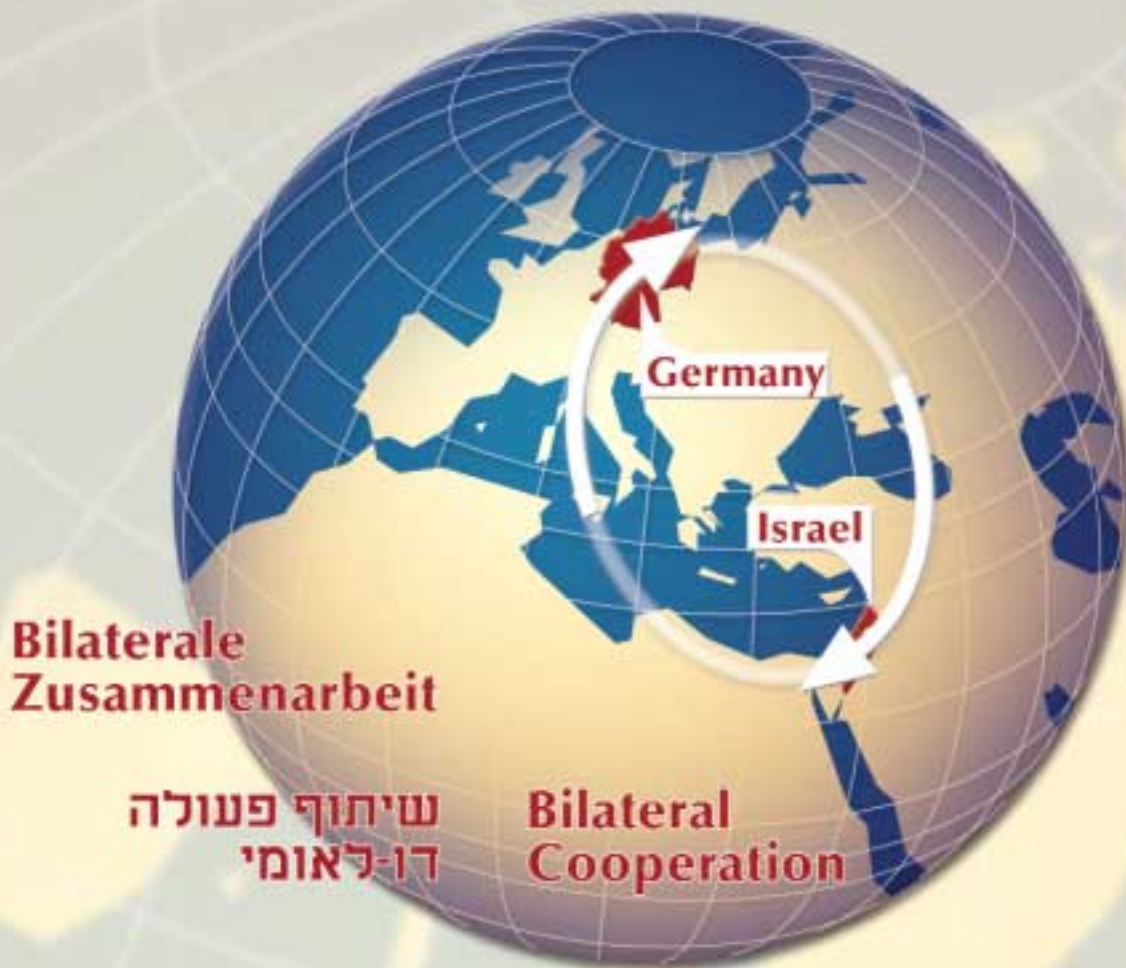 Germany
Israel
Bilaterale
Zusammenarbeit
שיתוף פעולה
דו-לאומי
Bilateral
Cooperation